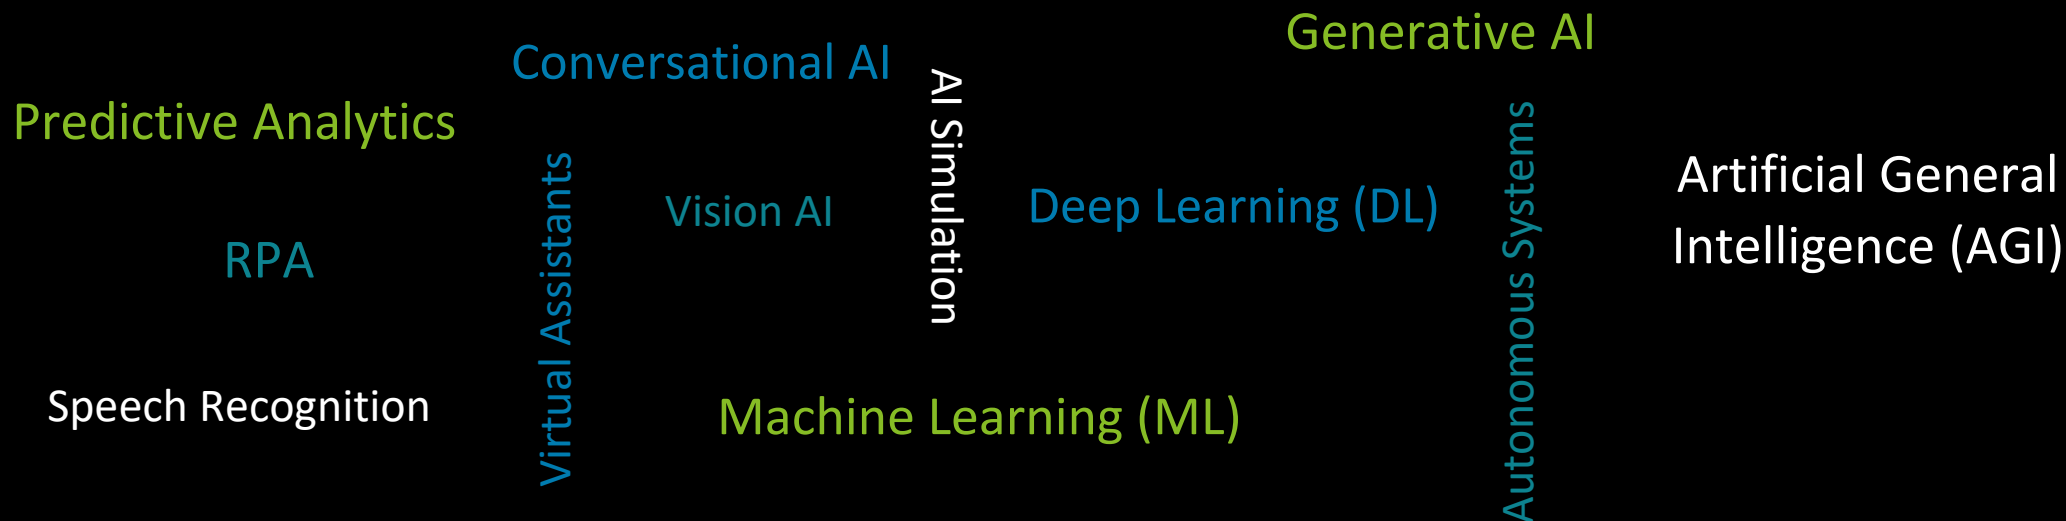 Generative AI
Conversational AI
AI Simulation
Predictive Analytics
Autonomous Systems
Artificial General
Intelligence (AGI)
Virtual Assistants
Vision AI
Deep Learning (DL)
RPA
Speech Recognition
Machine Learning (ML)